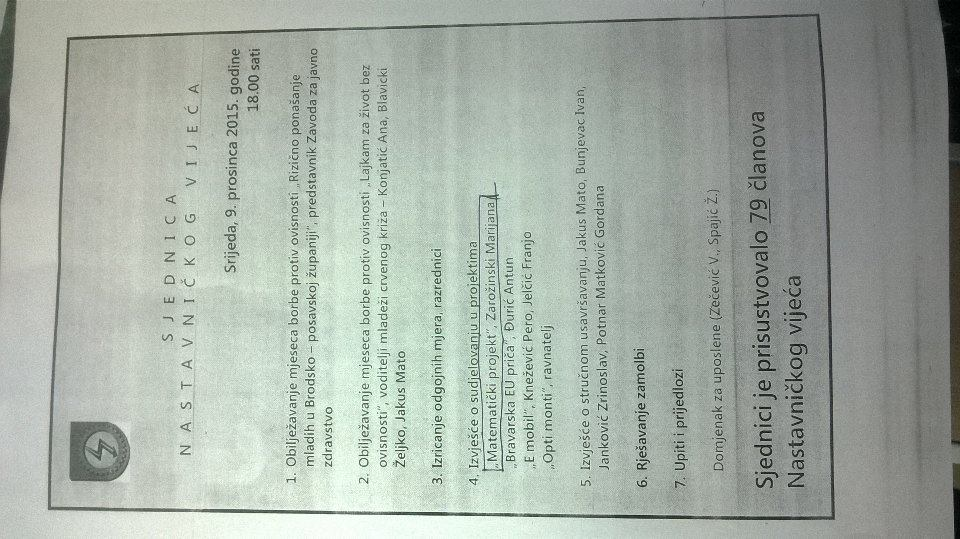 S J E D N I C A
N A S T A V N I Č K O G V I J E Ć A
Srijeda, 9. prosinca 2015. godine
18.00 sati
1. Obilježavanje mjeseca borbe protiv ovisnosti „Rizično ponašanje
mladih u Brodsko – posavskoj županiji“, predstavnik Zavoda za javno
zdravstvo
2. Obilježavanje mjeseca borbe protiv ovisnosti „Lajkam za život bez
ovisnosti“, voditelji mladeži crvenog križa – Konjatić Ana, Blavicki
Željko, Jakus Mato
3. Izricanje odgojnih mjera, razrednici
4. Izvješće o sudjelovanju u projektima
„Matematički projekt“, Zarožinski Marijana
„Bravarska EU priča“, Đurić Antun
„E mobil“, Knežević Pero, Jelčić Franjo
„Opti monti“, ravnatelj
5. Izvješće o stručnom usavršavanju, Jakus Mato, Bunjevac Ivan,
Janković Zrinoslav, Potnar Matković Gordana
6. Rješavanje zamolbi
7. Upiti i prijedlozi
Domjenak za uposlene (Zečević V., Spajić Ž.)
Sjednici je prisustvovalo 79 članova
Nastavničkog vijeća